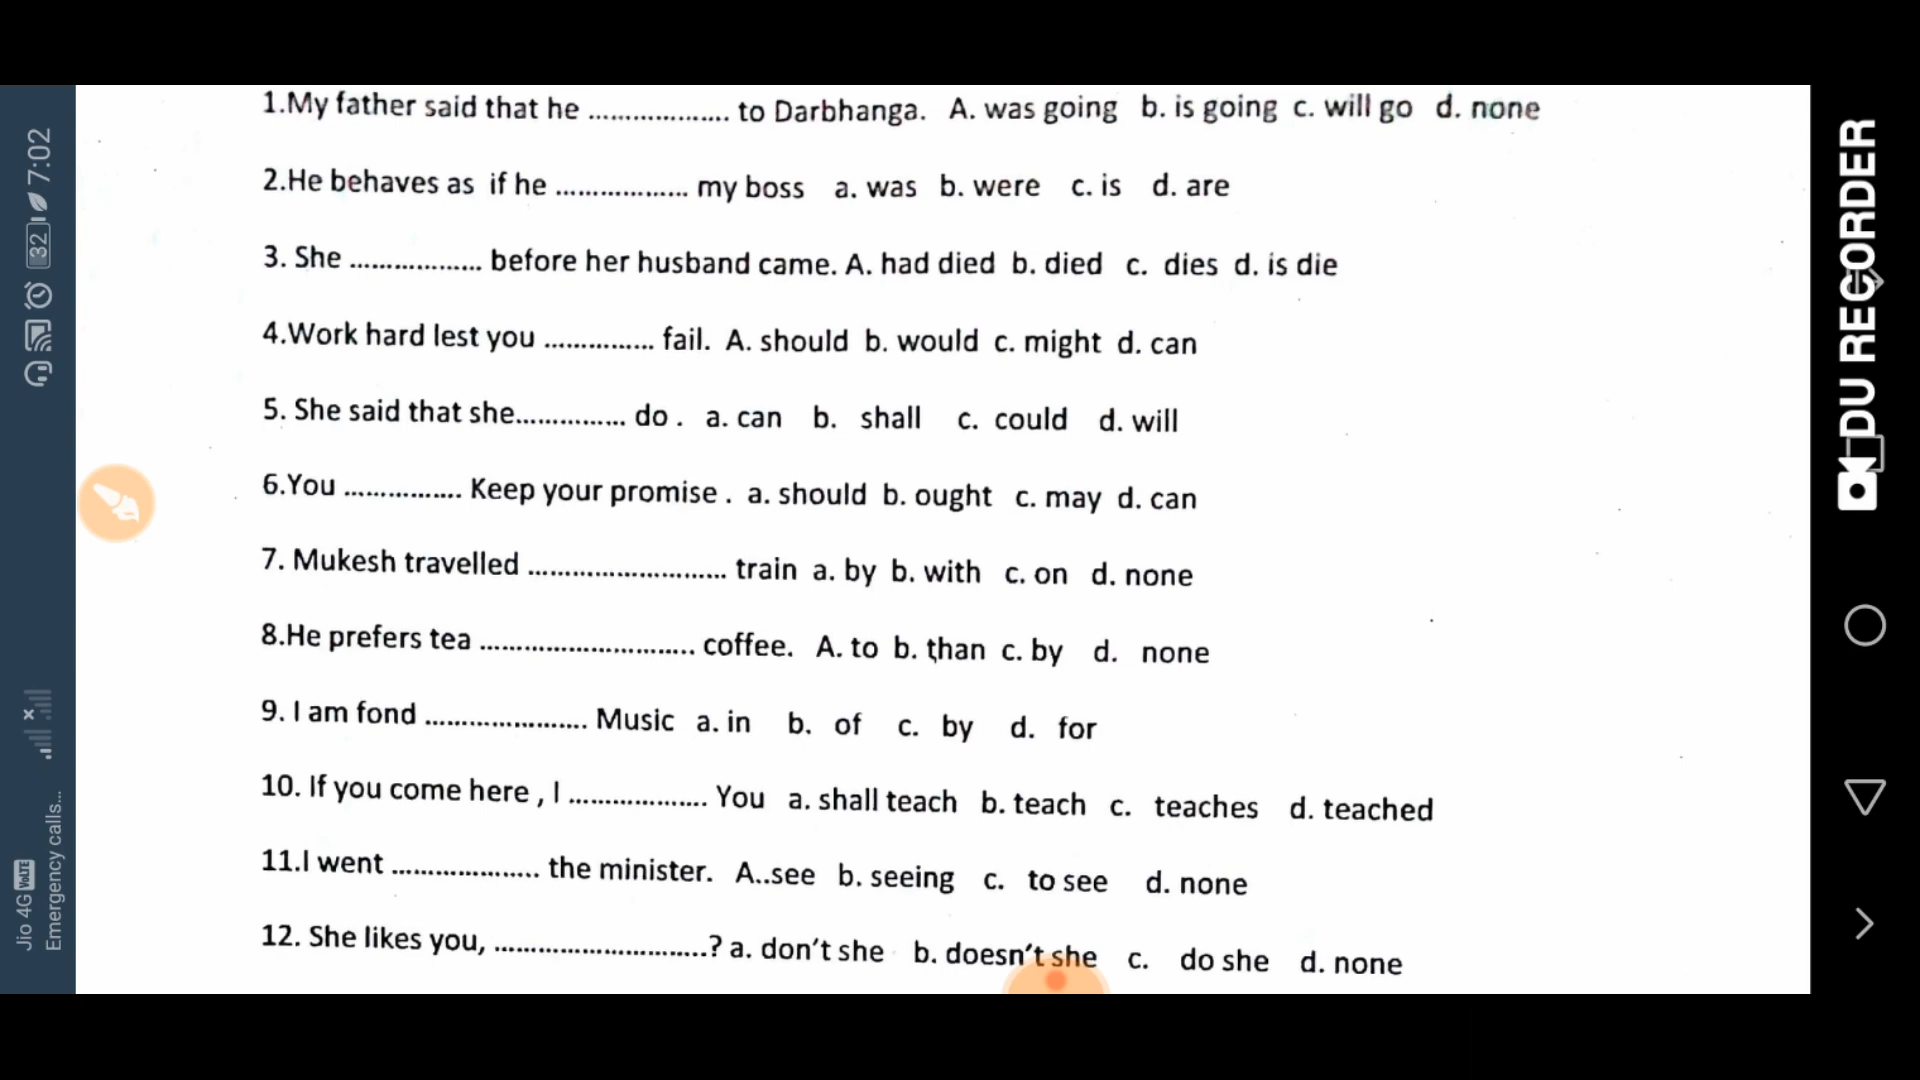 1.My father said that he ................... to Darbhanga. A. was going b. is going c. will go d. none
2.He behaves as if he .................. my boss a. was b. were c. is d. are
3. She .................. before her husband came. A. had died b. died c. dies d. is die
4.Work hard lest you ............... fail. A. should b. would c. might d. can
5. She said that she............... do . a. can b. shall c. could d. will
6.You ................ Keep your promise . a. should b. ought c. may d. can
7. Mukesh travelled ........................... train a. by b. with c. on d. none
8.He prefers tea ............................. coffee. A. to b. than c. by d. none
9. I am fond ...................... Music a. in b. of c. by d. for
10. If you come here , I ................... You a. shall teach b. teach c. teaches d. teached
11.I went .................... the minister. A..see b. seeing c. to see d. none
12. She likes you, .............................? a. don't she b. doesn't she c. do she d. none
Jio 4G VoLTE
Emergency calls...
32 7:02
DU RECORDER